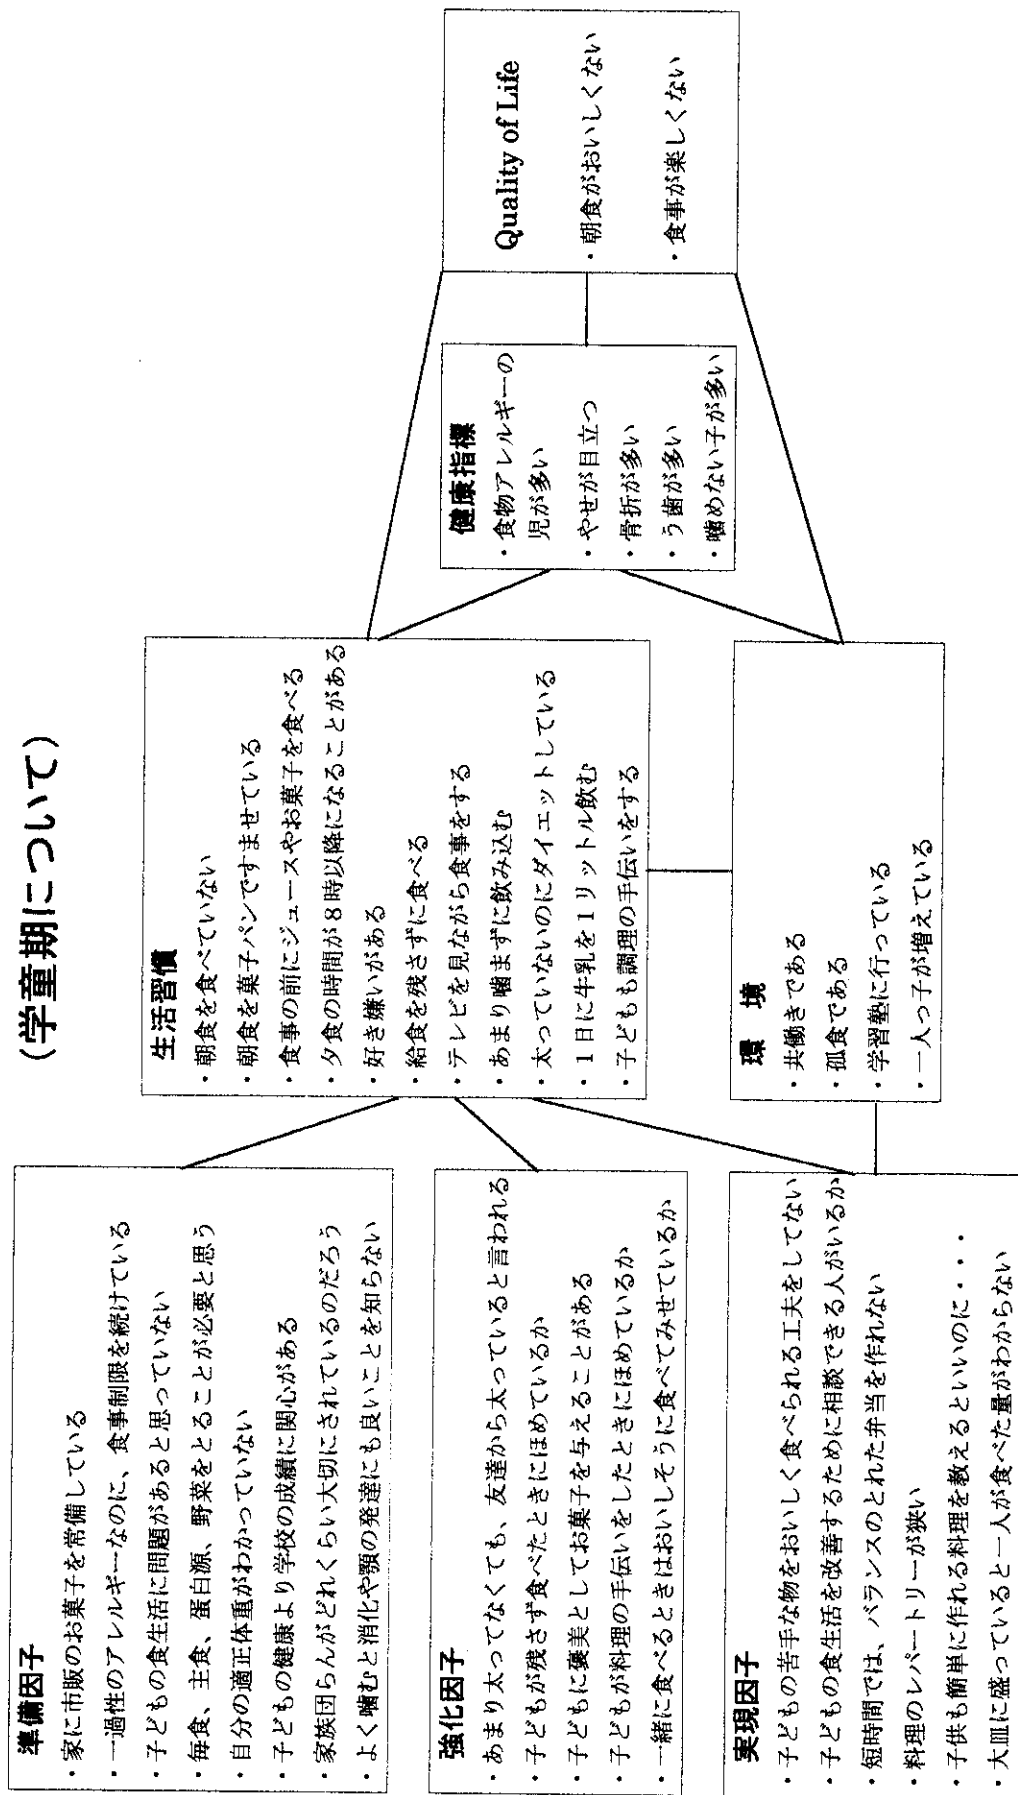 (学童期について)
準備因子
・家に市販のお菓子を常備している
・一過性のアレルギーなのに、食事制限を続けている
・子どもの食生活に問題があると思っていない
・毎食、主食、蛋白源、野菜をとることが必要と思う
・自分の適正体重がわかっていない
・子どもの健康より学校の成績に関心がある
・家族団らんがどれくらい大切にされているのだろう
・よく噛むと消化や顎の発達にも良いことを知らない
強化因子
・あまり太ってなくても、友達から太っていると言われる
・子どもが残さず食べたときにほめているか
・子どもに褒美としてお菓子を与えることがある
・子どもが料理の手伝いをしたときにほめているか
・一緒に食べるときはおいしそうに食べてみせているか
実現因子
・子どもの苦手な物をおいしく食べられる工夫をしてない
・子どもの食生活を改善するために相談できる人がいるか
・短時間では、バランスのとれた弁当を作れない
・料理のレパートリーが狭い
・子供も簡単に作れる料理を教えるといいのに・・・
・大皿に盛っていると一人が食べた量がわからない
生活習慣
・朝食を食べていない
・朝食を菓子パンですませている
・食事の前にジュースやお菓子を食べる
・夕食の時間が8時以降になることがある
・好き嫌いがある
・給食を残さずに食べる
・テレビを見ながら食事をする
・あまり噛まずに飲み込む
・太っていないのにダイエットしている
・1日に牛乳を1リットル飲む
・子どもも調理の手伝いをする
環 境
・共働きである
・孤食である
・学習塾に行っている
・一人っ子が増えている
健康指標
・食物アレルギーの
児が多い
・やせが目立つ
・骨折が多い
・う歯が多い
・噛めない子が多い
Quality of Life
・朝食がおいしくない
・食事が楽しくない